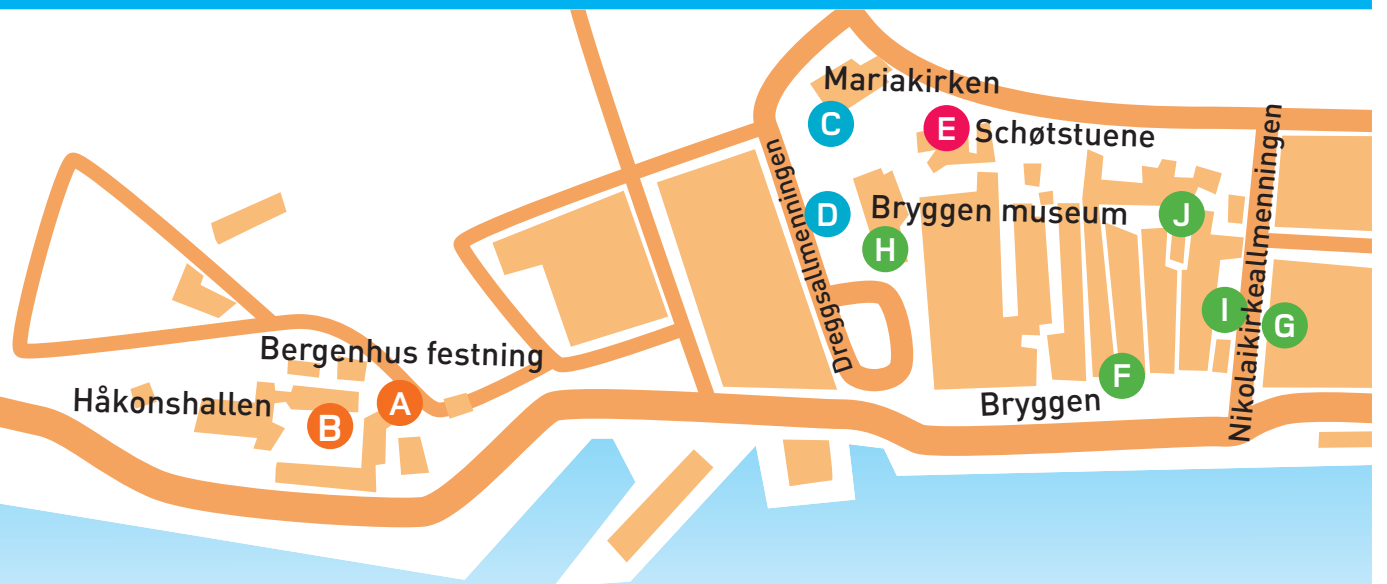 Mariakirken
C
E
Schøtstuene
Dreggsallmenningen
Nikolaikirkeallmenningen
D
Bryggen museum
J
H
I
G
Bergenhus festning
Håkonshallen
A
B
F
Bryggen